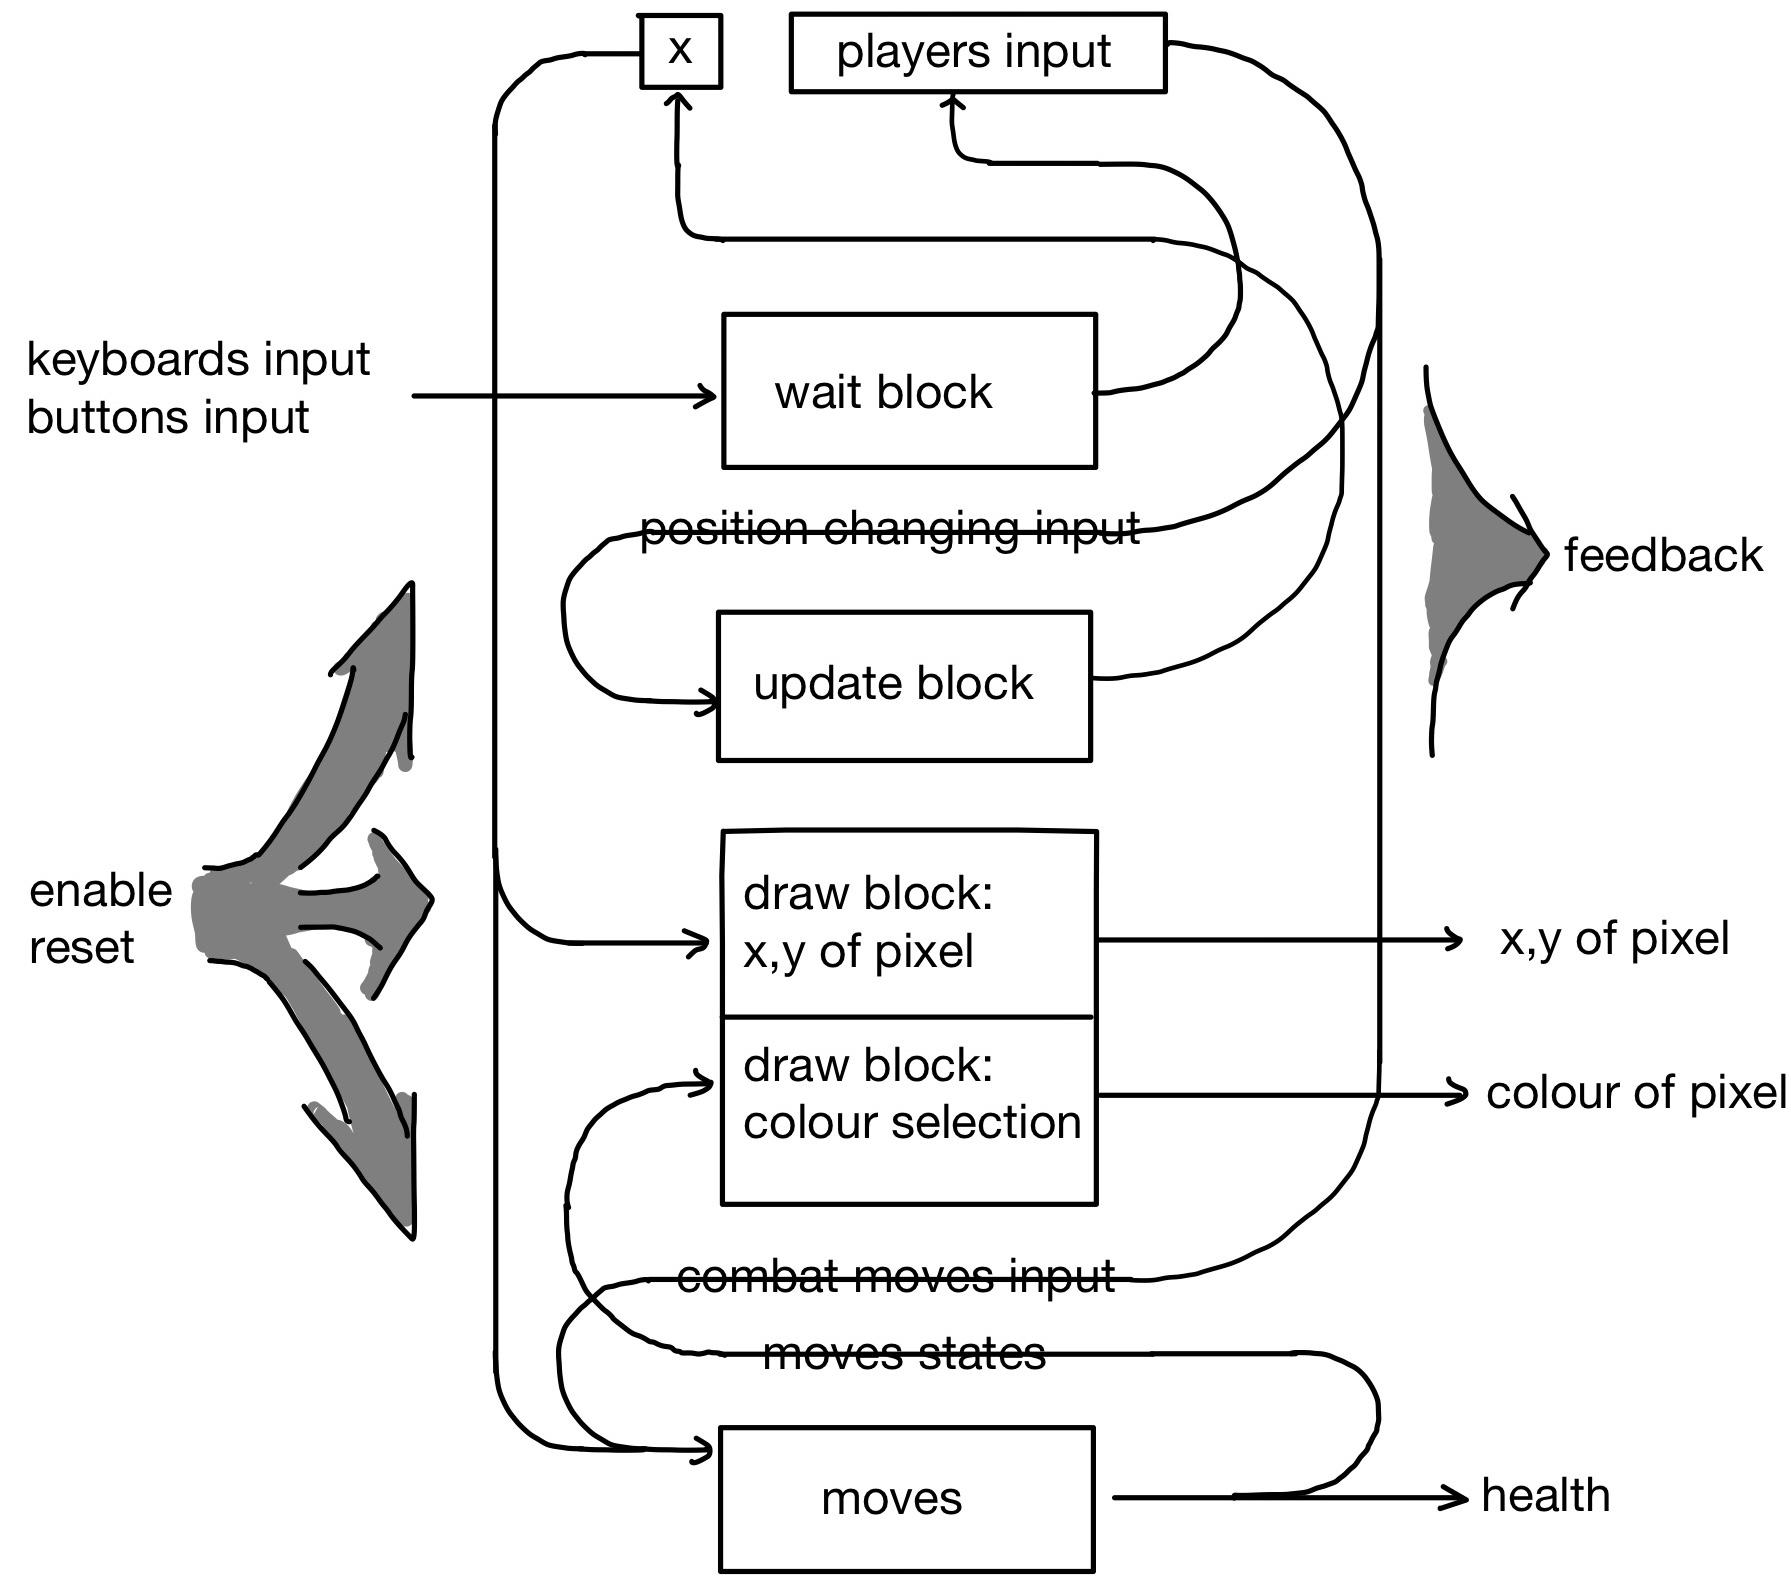 x
players input
keyboards input
buttons input
wait block
position changing input
feedback
update block
enable
reset
draw block:
x,y of pixel
x,y of pixel
draw block:
colour selection
colour of pixel
combat moves input
moves states
moves
health